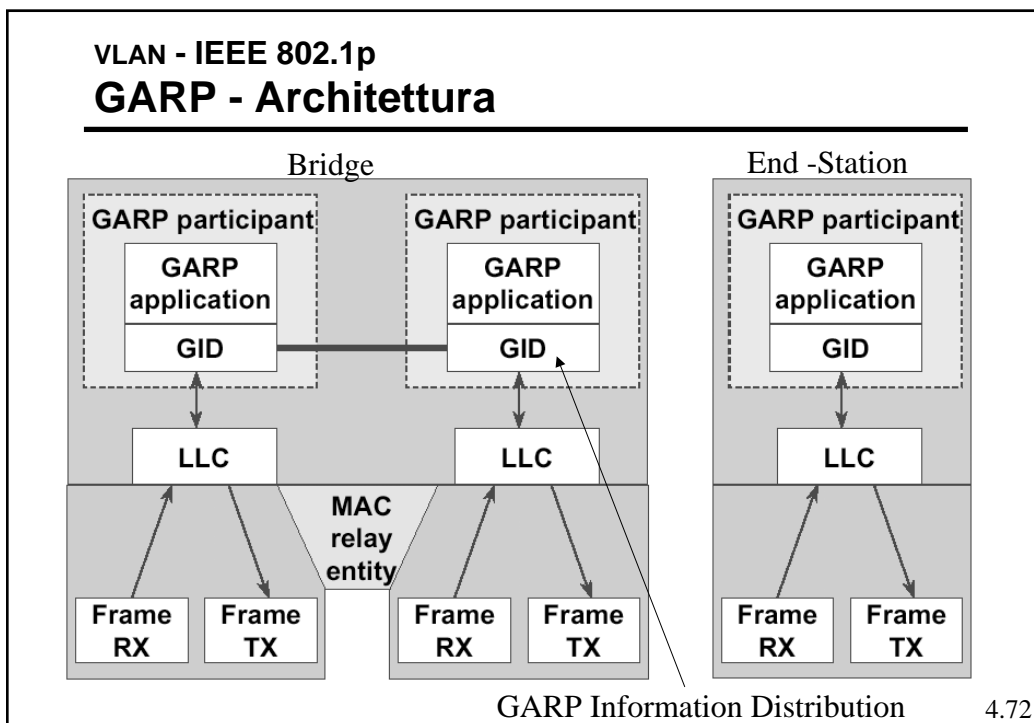 VLAN - IEEE 802.1p
GARP - Architettura
Bridge
End -Station
GARP participant
GARP
application
GID
LLC
GARP participant
GARP
application
GID
LLC
MAC
relay
entity
Frame
RX
Frame
TX
Frame
RX
Frame
TX
GARP participant
GARP
application
GID
LLC
Frame
RX
Frame
TX
GARP Information Distribution
4.72